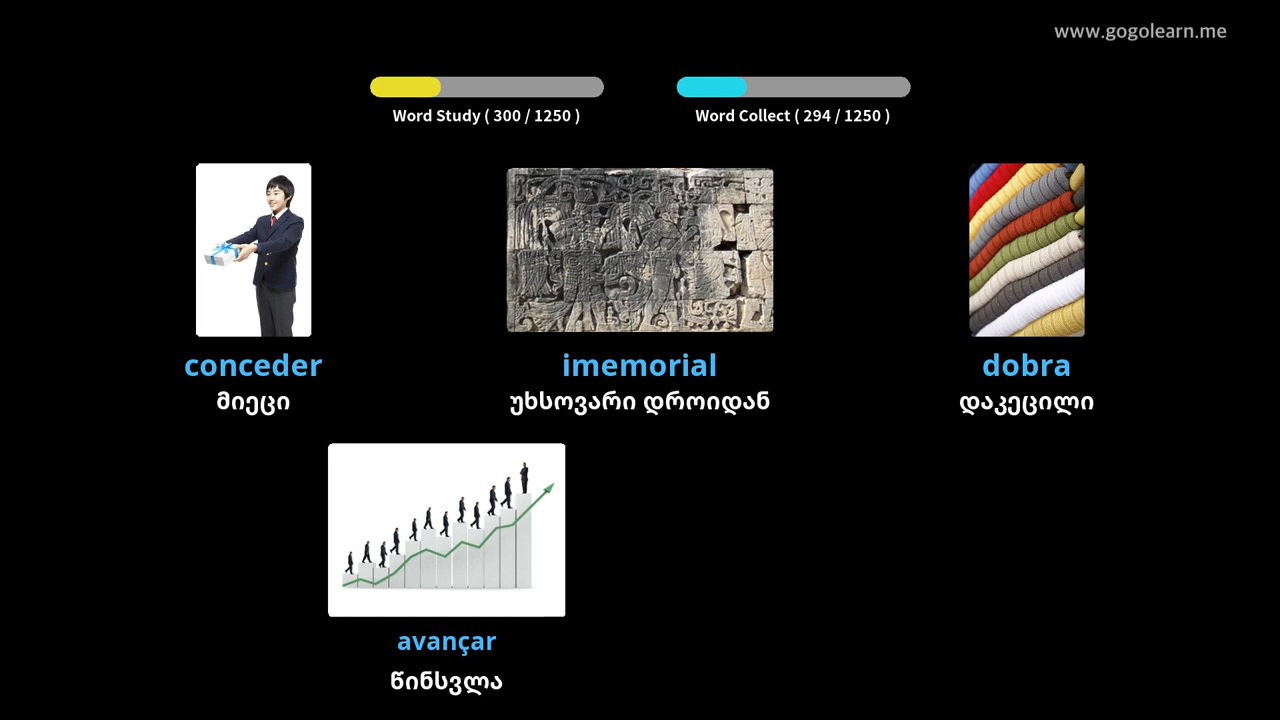 www.gogolearn.me
Word Study ( 300 / 1250 )
Word Collect ( 294 / 1250 )
conceder
მიეცი
imemorial
უხსოვარი დროიდან
dobra
დაკეცილი
avançar
წინსვლა